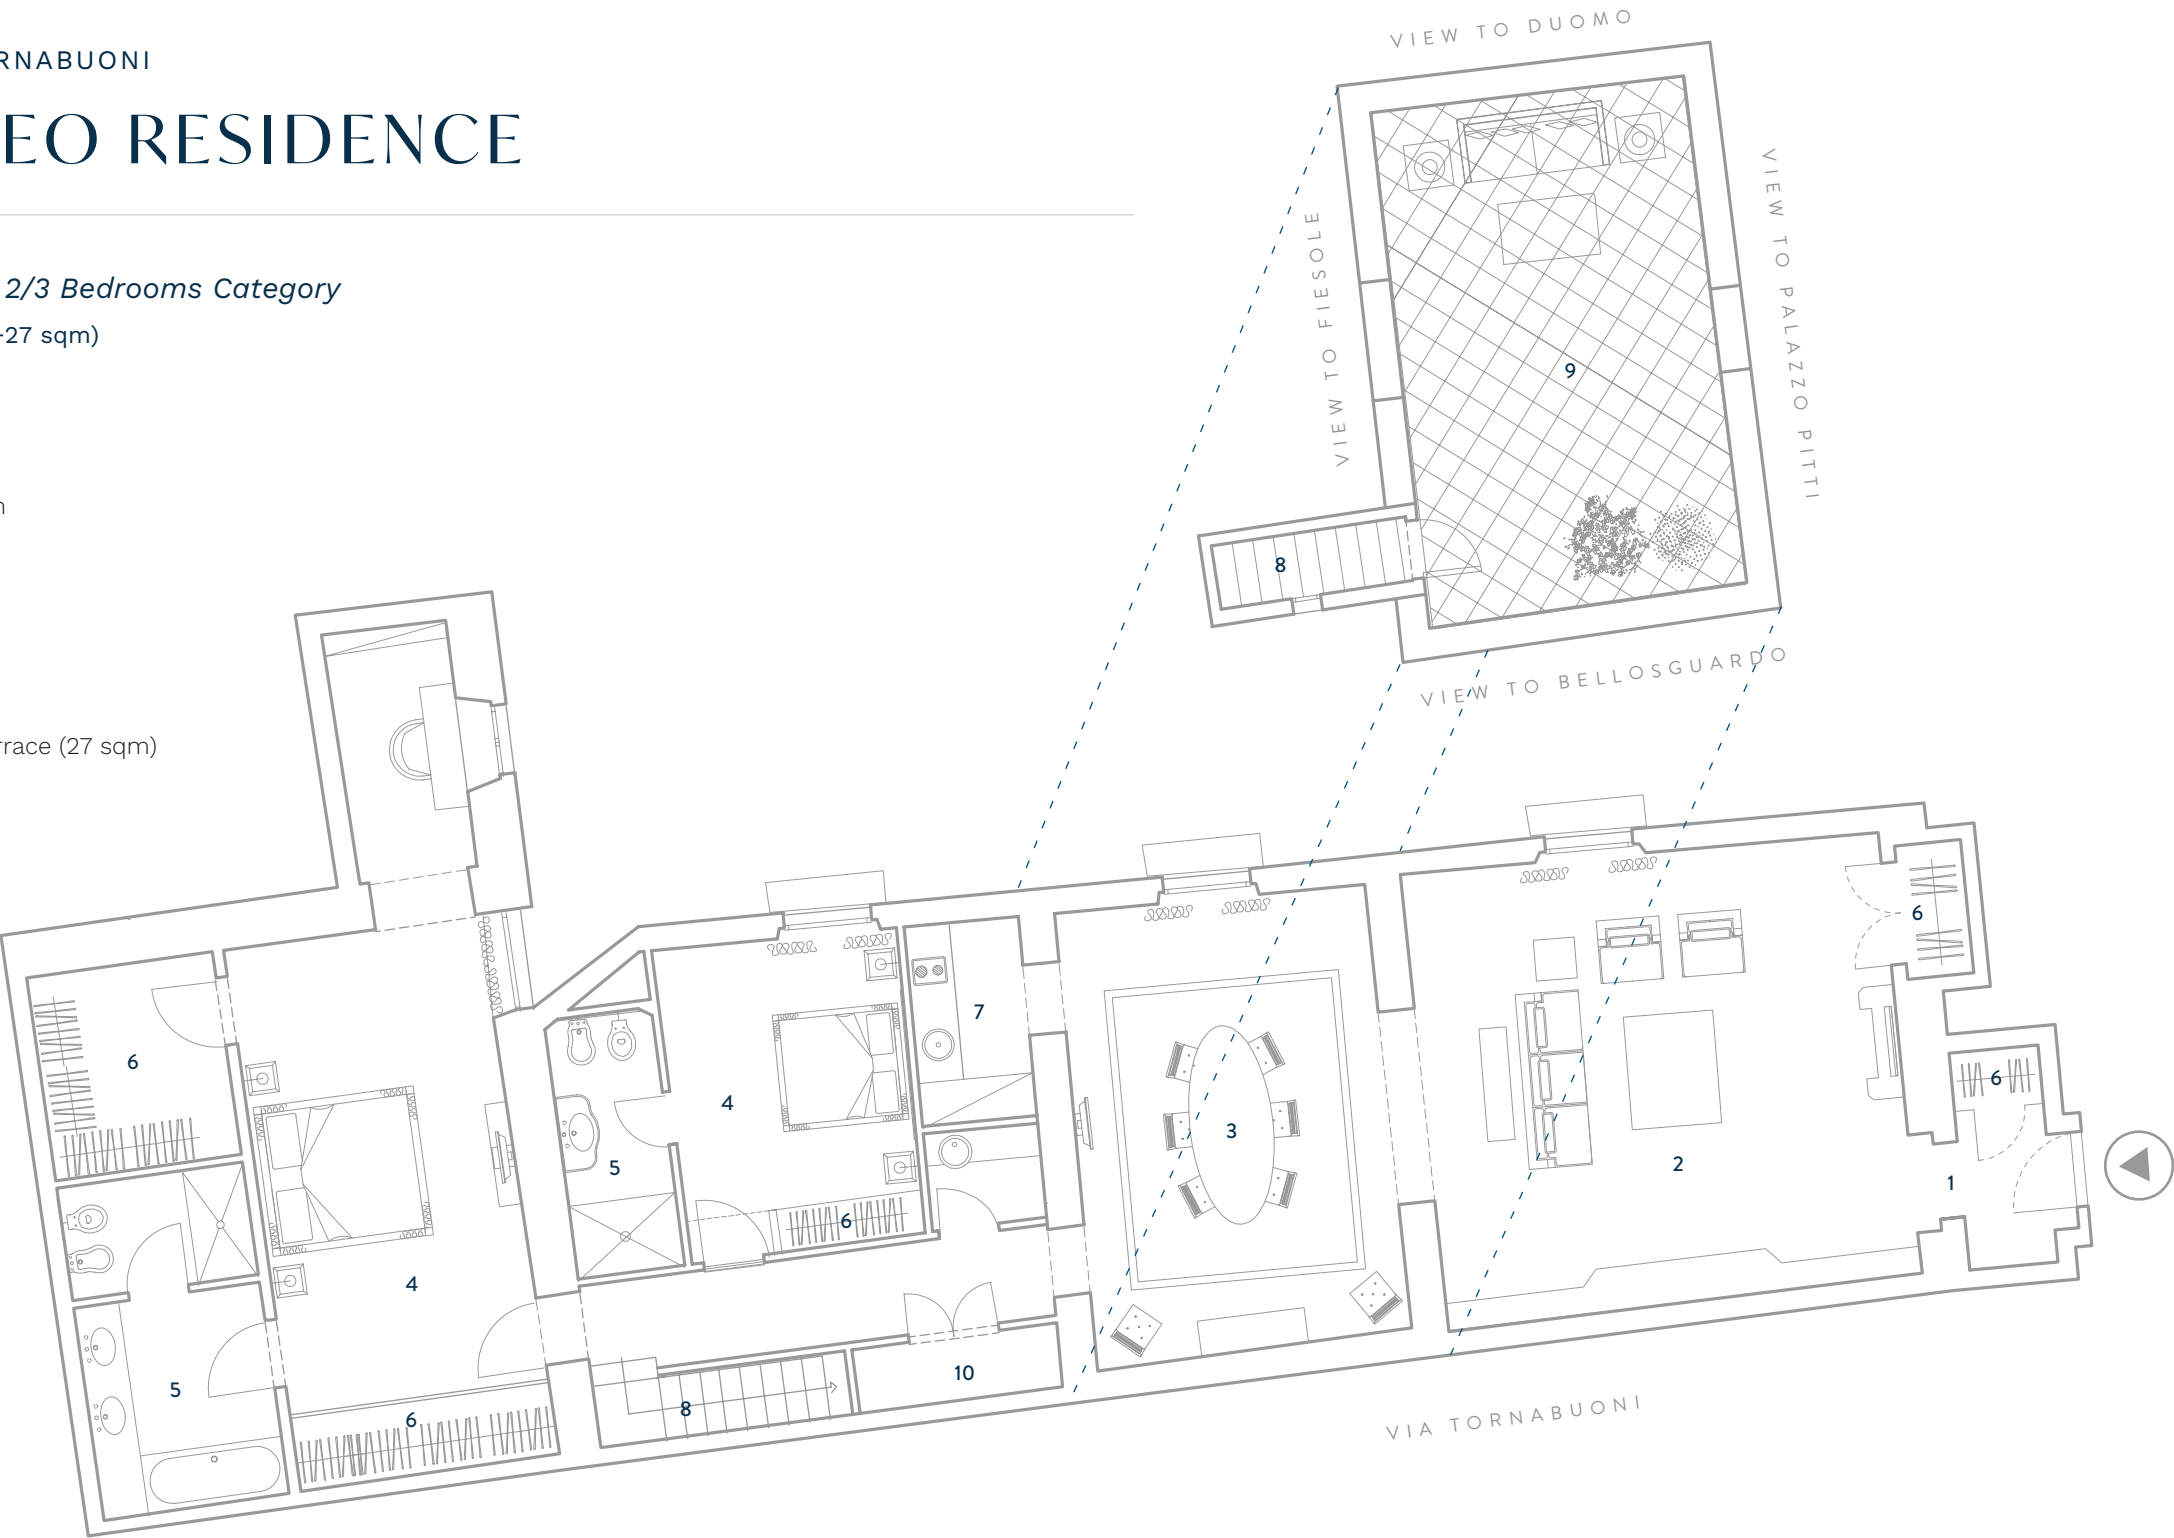 RNABUONI
EO RESIDENCE
2/3 Bedrooms Category
27 sqm)
rrace (27 sqm)
VIEW TO DUOMO
VIEW TO FIESOLE
VIEW TO PALAZZO PITTI
9
8
VIEW TO BELLOSGUARDO
6
6
7
6
4
3
5
2
1
6
4
5
6
8
10
VIA TORNABUONI